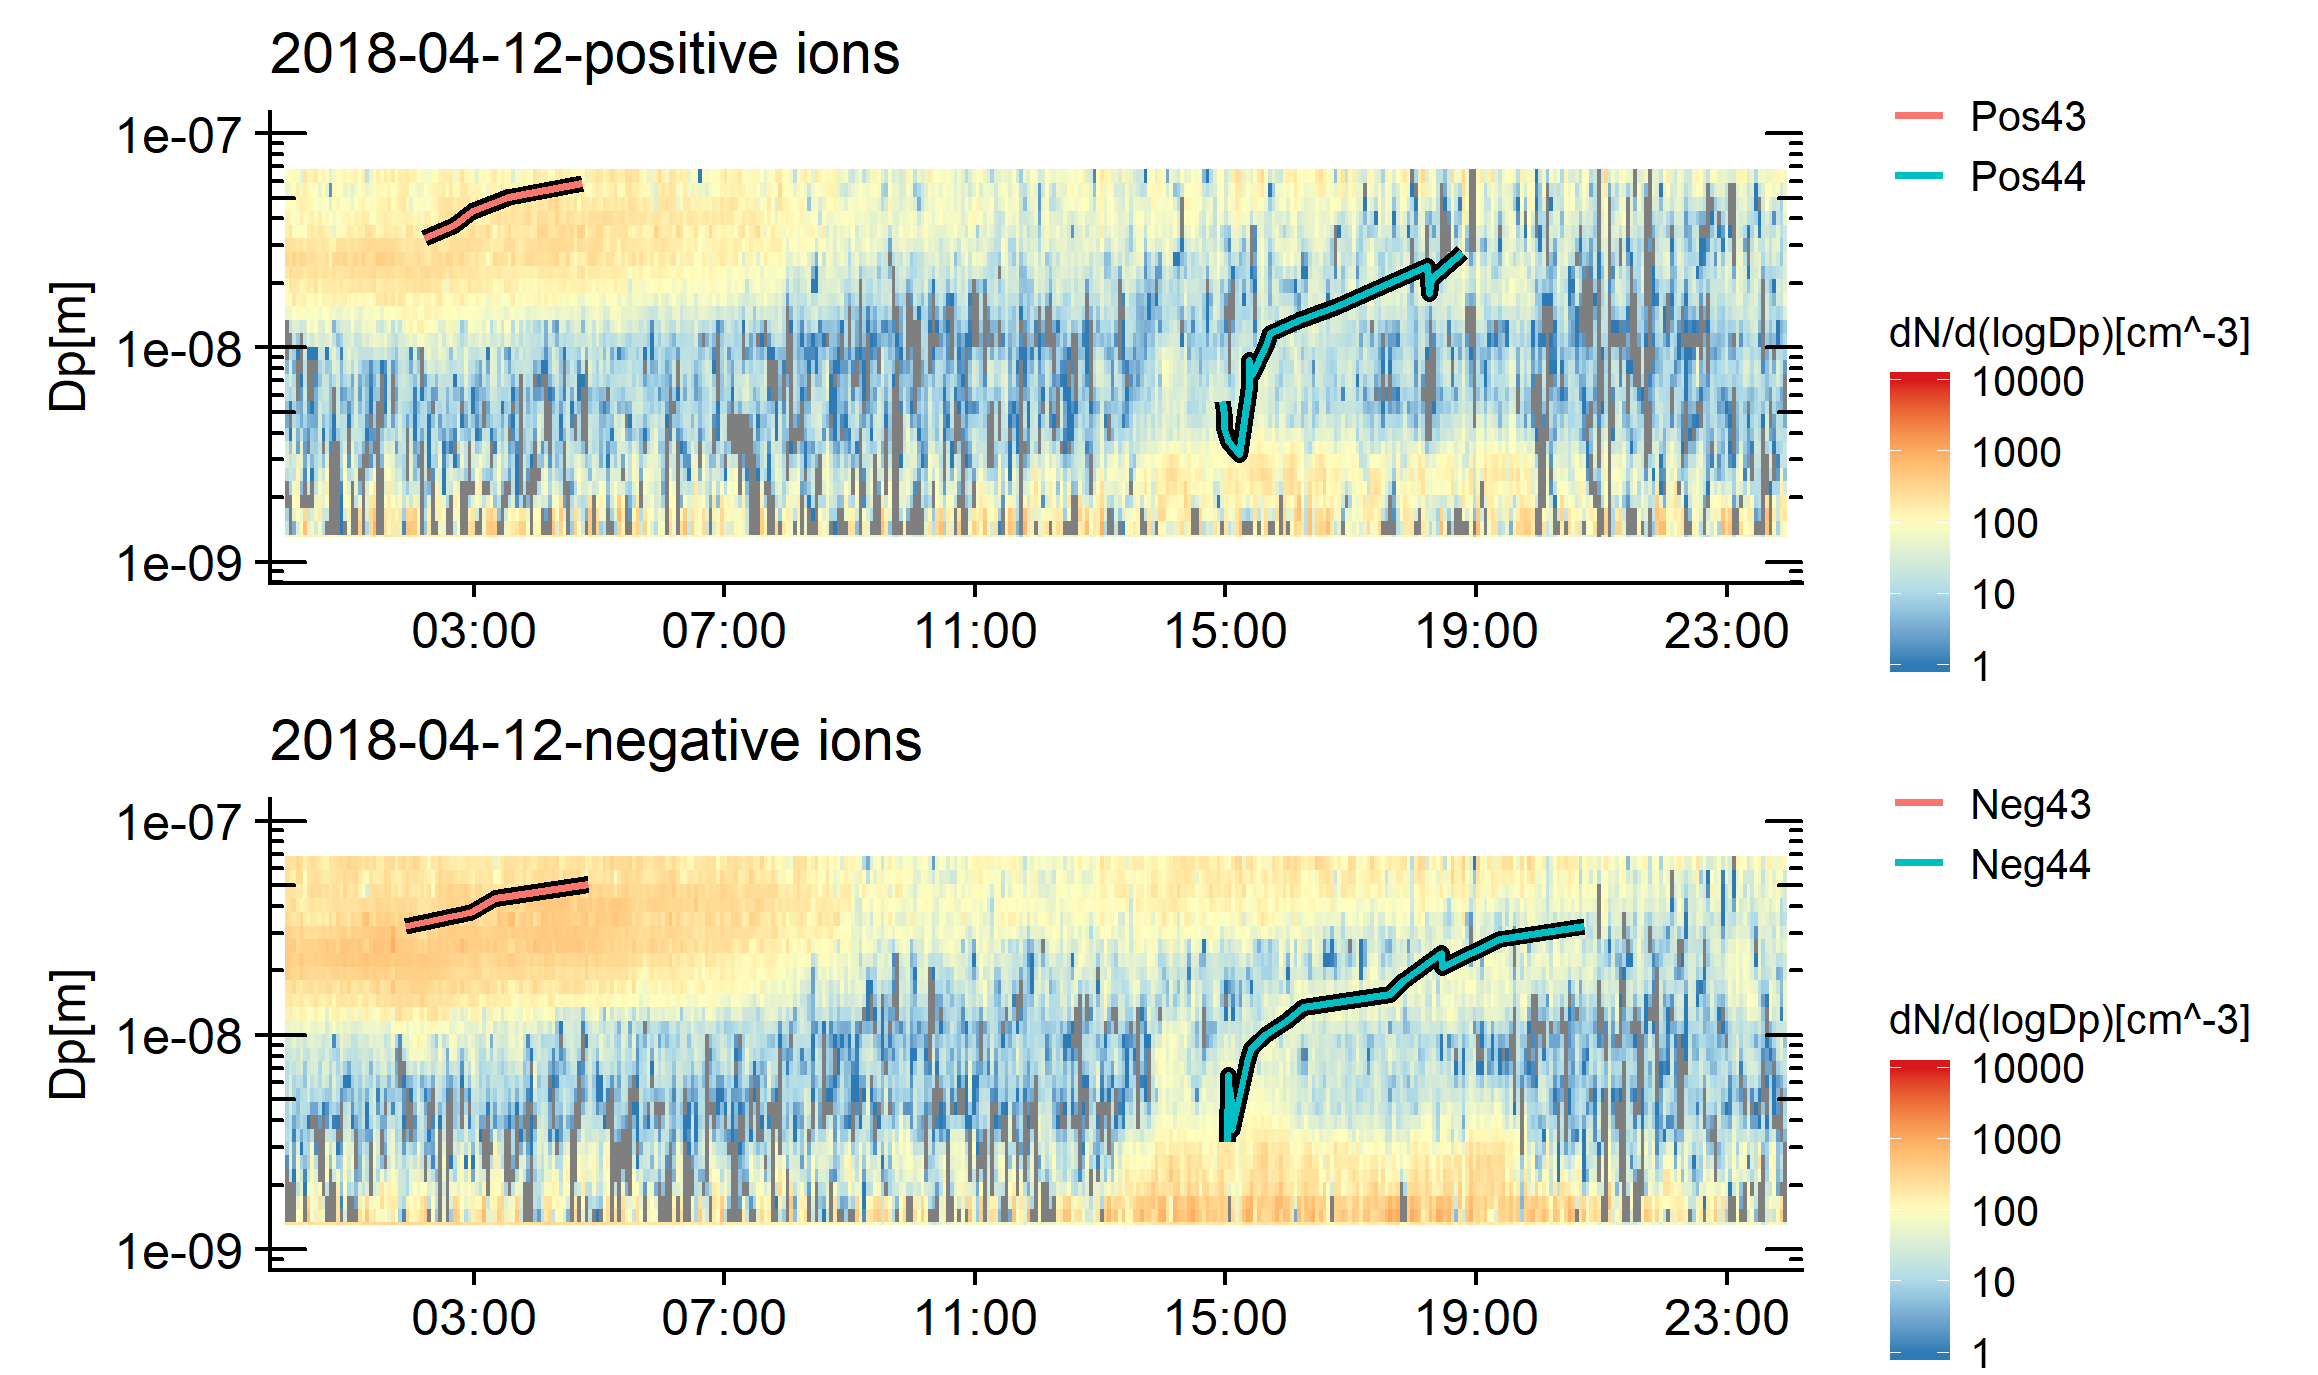 2018-04-12-positive ions
Dp[m]
1e-07
1e-08
1e-09
03:00 07:00 11:00 15:00 19:00 23:00
Pos43
Pos44
dN/d(logDp)[cm^-3]
10000
1000
100
10
1
2018-04-12-negative ions
Dp[m]
1e-07
1e-08
1e-09
03:00 07:00 11:00 15:00 19:00 23:00
Neg43
Neg44
dN/d(logDp)[cm^-3]
10000
1000
100
10
1